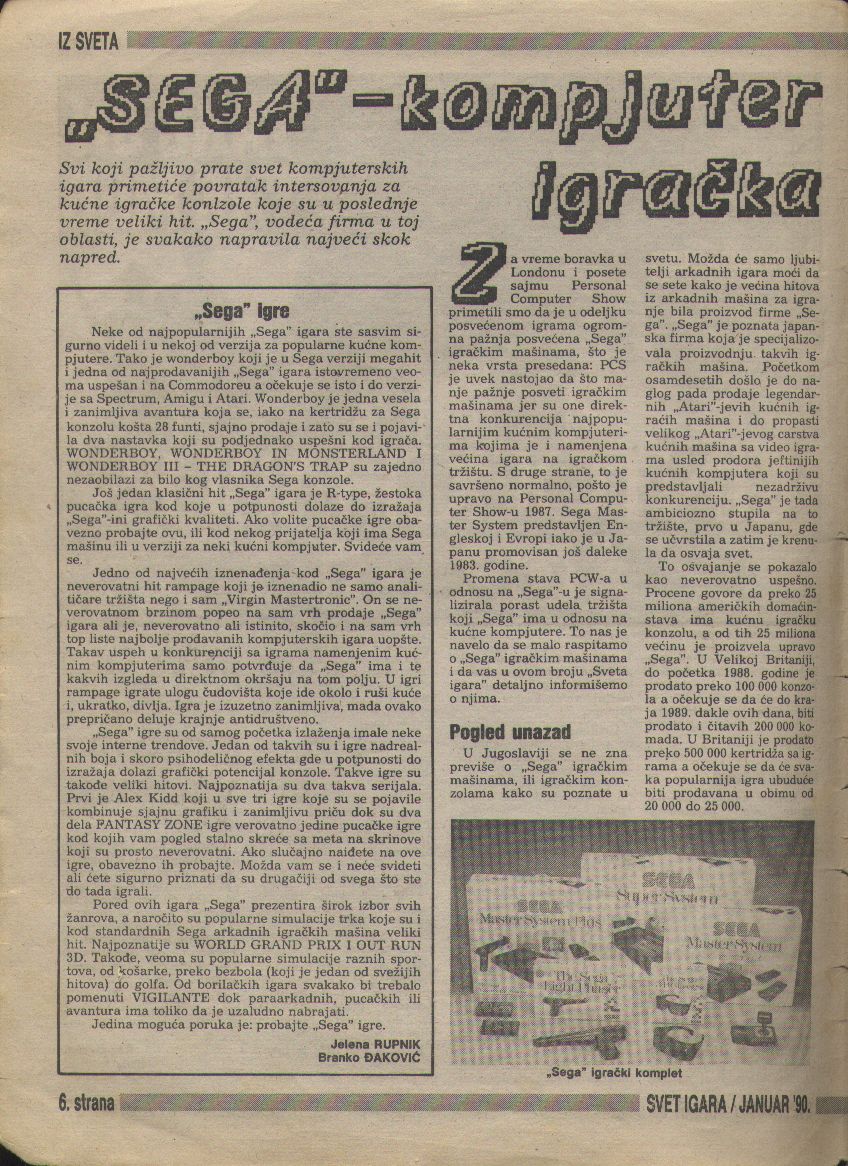 IZ SVETA
„SEGA” – kompjuter
igračka
Svi koji pažljivo prate svet kompjuterskih
igara primetiće povratak intersovanja za
kućne igračke konlzole koje su u poslednje
vreme veliki hit. „Sega”, vodeća firma u toj
oblasti, je svakako napravila najveći skok
napred.
„Sega” igre
Neke od najpopularnijih „Sega” igara ste sasvim si-
gurno videli i u nekoj od verzija za popularne kućne kom-
pjutere. Tako je wonderboy koji je u Sega verziji megahit
i jedna od najprodavanijih „Sega” igara istovremeno veo-
ma uspešan i na Commodoreu a očekuje se isto i do verzi-
je sa Spectrum, Amigu i Atari. Wonderboy je jedna vesela
i zanimljiva avantura koja se, iako na kertridžu za Sega
konzolu košta 28 funti, sjajno prodaje i zato su se i pojavi-
la dva nastavka koji su podjednako uspešni kod igrača.
WONDERBOY, WONDERBOY IN MONSTERLAND I
WONDERBOY III – THE DRAGON'S TRAP su zajedno
nezaobilazi za bilo kog vlasnika Sega konzole.
Još jedan klasični hit „Sega” igara je R-type, žestoka
pucačka igra kod koje u potpunosti dolaze do izražaja
„Sega”-ini grafički kvaliteti. Ako volite pucačke igre oba-
vezno probajte ovu, ili kod nekog prijatelja koji ima Sega
mašinu ili u verziji za neki kućni kompjuter. Svideće vam
se.
Jedno od najvećih iznenađenja kod „Sega” igara je
neverovatni hit rampage koji je iznenadio ne samo anali-
tičare tržišta nego i sam „Virgin Mastertronic”. On se ne-
verovatnom brzinom popeo na sam vrh prodaje „Sega”
igara ali je, neverovatno ali istinito, skočio i na sam vrh
top liste najbolje prodavanih kompjuterskih igara uopšte.
Takav uspeh u konkurenciji sa igrama namenjenim kuć-
nim kompjuterima samo potvrđuje da „Sega” ima i te
kakvih izgleda u direktnom okršaju na tom polju. U igri
rampage igrate ulogu čudovišta koje ide okolo i ruši kuće
i, ukratko, divlja. Igra je izuzetno zanimljiva, mada ovako
prepričano deluje krajnje antidruštveno.
„Sega” igre su od samog početka izlaženja imale neke
svoje interne trendove. Jedan od takvih su i igre nadreal-
nih boja i skoro psihodeličnog efekta gde u potpunosti do
izražaja dolazi grafički potencijal konzole. Takve igre su
takođe veliki hitovi. Najpoznatija su dva takva serijala.
Prvi je Alex Kidd koji u sve tri igre koje su se pojavile
kombinuje sjajnu grafiku i zanimljivu priču dok su dva
dela FANTASY ZONE igre verovatno jedine pucačke igre
kod kojih vam pogled stalno skreće sa meta na skrinove
koji su prosto neverovatni. Ako slučajno naiđete na ove
igre, obavezno ih probajte. Možda vam se i neće svideti
ali ćete sigurno priznati da su drugačiji od svega što ste
do tada igrali.
Pored ovih igara „Sega” prezentira širok izbor svih
žanrova, a naročito su popularne simulacije trka koje su i
kod standardnih Sega arkadnih igračkih mašina veliki
hit. Najpoznatije su WORLD GRAND PRIX I OUT RUN
3D. Takođe, veoma su popularne simulacije raznih spor-
tova, od košarke, preko bezbola (koji je jedan od svežijih
hitova) do golfa. Od borilačkih igara svakako bi trebalo
pomenuti VIGILANTE dok paraarkadnih, pucačkih ili
avantura ima toliko da je uzaludno nabrajati.
Jedina moguća poruka je: probajte „Sega” igre.
Jelena RUPNIK
Branko ĐAKOVIĆ
Za vreme boravka u
Londonu i posete
sajmu Personal
Computer Show
primetili smo da je u odeljku
posvećenom igrama ogrom-
na pažnja posvećena „Sega”
igračkim mašinama, što je
neka vrsta presedana: PCS
je uvek nastojao da što ma-
nje pažnje posveti igračkim
mašinama jer su one direk-
tna konkurencija najpopu-
larnijim kućnim kompjuteri-
ma kojima je i namenjena
većina igara na igračkom
tržištu. S druge strane, to je
savršeno normalno, pošto je
upravo na Personal Compu-
ter Show-u 1987. Sega Mas-
ter System predstavljen En-
gleskoj i Evropi iako je u Ja-
panu promovisan još daleke
1983. godine.
Promena stava PCW-a u
odnosu na „Sega”-u je signa-
lizirala porast udela tržišta
koji „Sega” ima u odnosu na
kućne kompjutere. To nas je
navelo da se malo raspitamo
o „Sega” igračkim mašinama
i da vas u ovom broju „Sveta
igara” detaljno informišemo
o njima.
Pogled unazad
U Jugoslaviji se ne zna
previše o „Sega” igračkim
mašinama, ili igračkim kon-
zolama kako su poznate u
svetu. Možda će samo ljubi-
telji arkadnih igara moći da
se sete kako je većina hitova
iz arkadnih mašina za igra-
nje bila proizvod firme „Se-
ga”. „Sega” je poznata japan-
ska firma koja je specijalizo-
vala proizvodnju takvih ig-
račkih mašina. Početkom
osamdesetih došlo je do na-
glog pada prodaje legendar-
nih „Atari”-jevih kućnih ig-
raćih mašina i do propasti
velikog „Atari”-jevog carstva
kućnih mašina sa video igra-
ma usled prodora jeftinijih
kućnih kompjutera koji su
predstavljali nezadrživu
konkurenciju. „Sega” je tada
ambiciozno stupila na to
tržište, prvo u Japanu, gde
se učvrstila a zatim je krenu-
la da osvaja svet.
To osvajanje se pokazalo
kao neverovatno uspešno.
Procene govore da preko 25
miliona američkih domaćin-
stava ima kućnu igračku
konzolu, a od tih 25 miliona
većinu je proizvela upravo
„Sega”. U Velikoj Britaniji,
do početka 1988. godine je
prodato preko 100 000 konzo-
la a očekuje se da će do kra-
ja 1989. dakle ovih dana, biti
prodato i čitavih 200 000 ko-
mada. U Britaniji je prodato
preko 500 000 kertridža sa ig-
rama a očekuje se da će sva-
ka popularnija igra ubuduće
biti prodavana u obimu od
20 000 do 25 000.
SEGA
Master System Plus
SEGA
Super System
SEGA
Master System
The Sega
Light Phaser
„Sega” igrački komplet
6. strana
SVET IGARA / JANUAR '90.